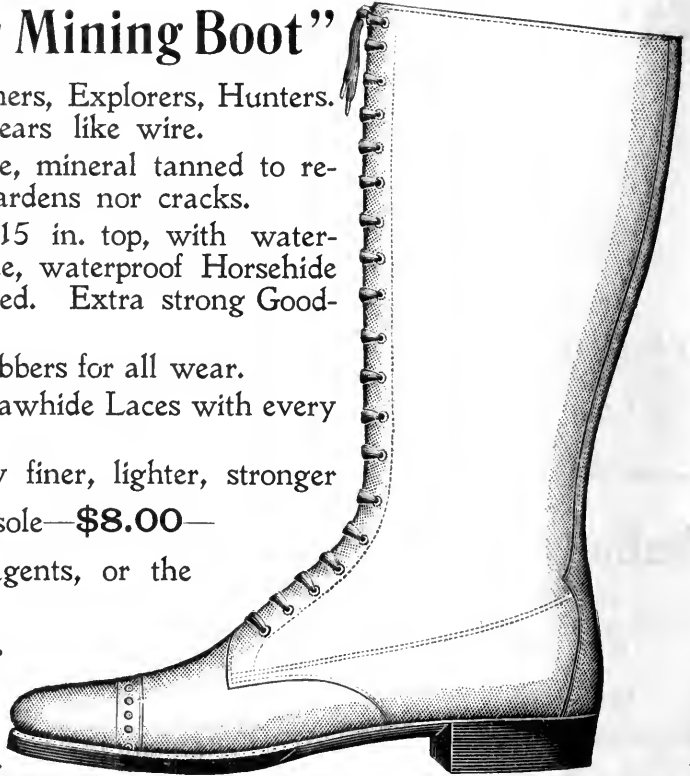 Mining Boot”
ners, Explorers, Hunters.
ears like wire.
e, mineral tanned to re-
ardens nor cracks.
15 in. top, with water-
e, waterproof Horsehide
ed. Extra strong Good-
bbers for all wear.
awhide Laces with every
y finer, lighter, stronger
sole—$8.00—
gents, or the